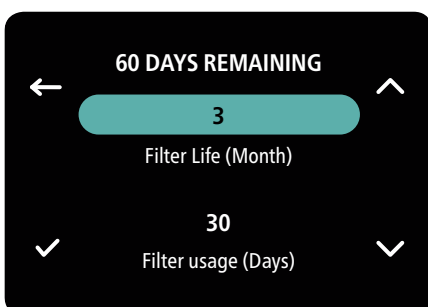 60 DAYS REMAINING
3
Filter Life (Month)
30
Filter usage (Days)